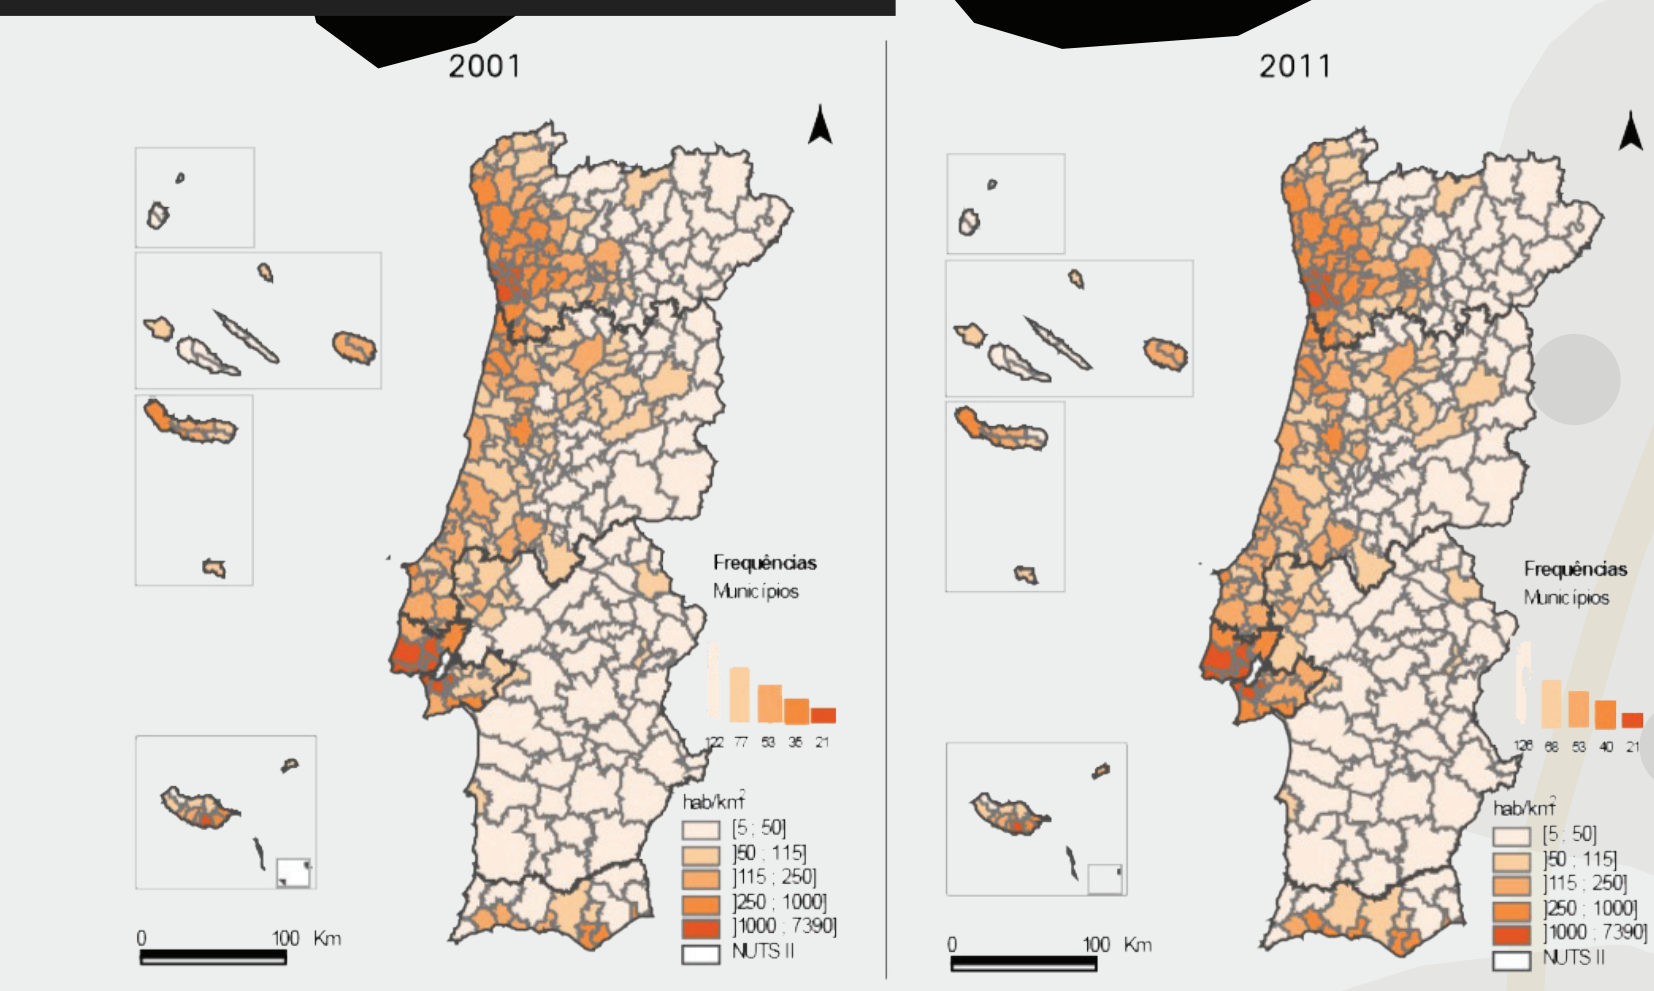 2001
Frequências
Municípios
122 77 53 35 21
hab/km²
[5 ; 50]
]50 ; 115]
]115 ; 250]
]250 ; 1000]
]1000 ; 7390]
NUTS II
0 100 Km
2011
Frequências
Municípios
126 68 53 40 21
hab/km²
[5 ; 50]
]50 ; 115]
]115 ; 250]
]250 ; 1000]
]1000 ; 7390]
NUTS II
0 100 Km